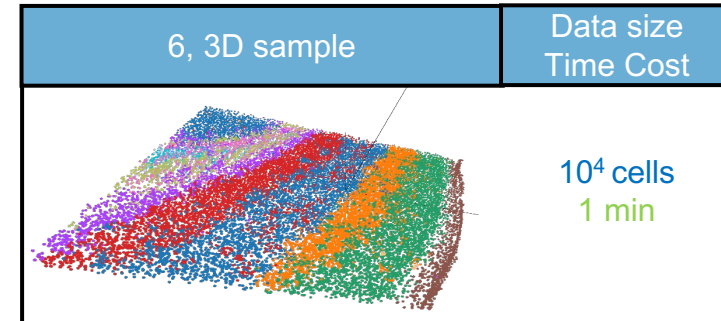 6, 3D sample
Data size
Time Cost
10⁴ cells
1 min